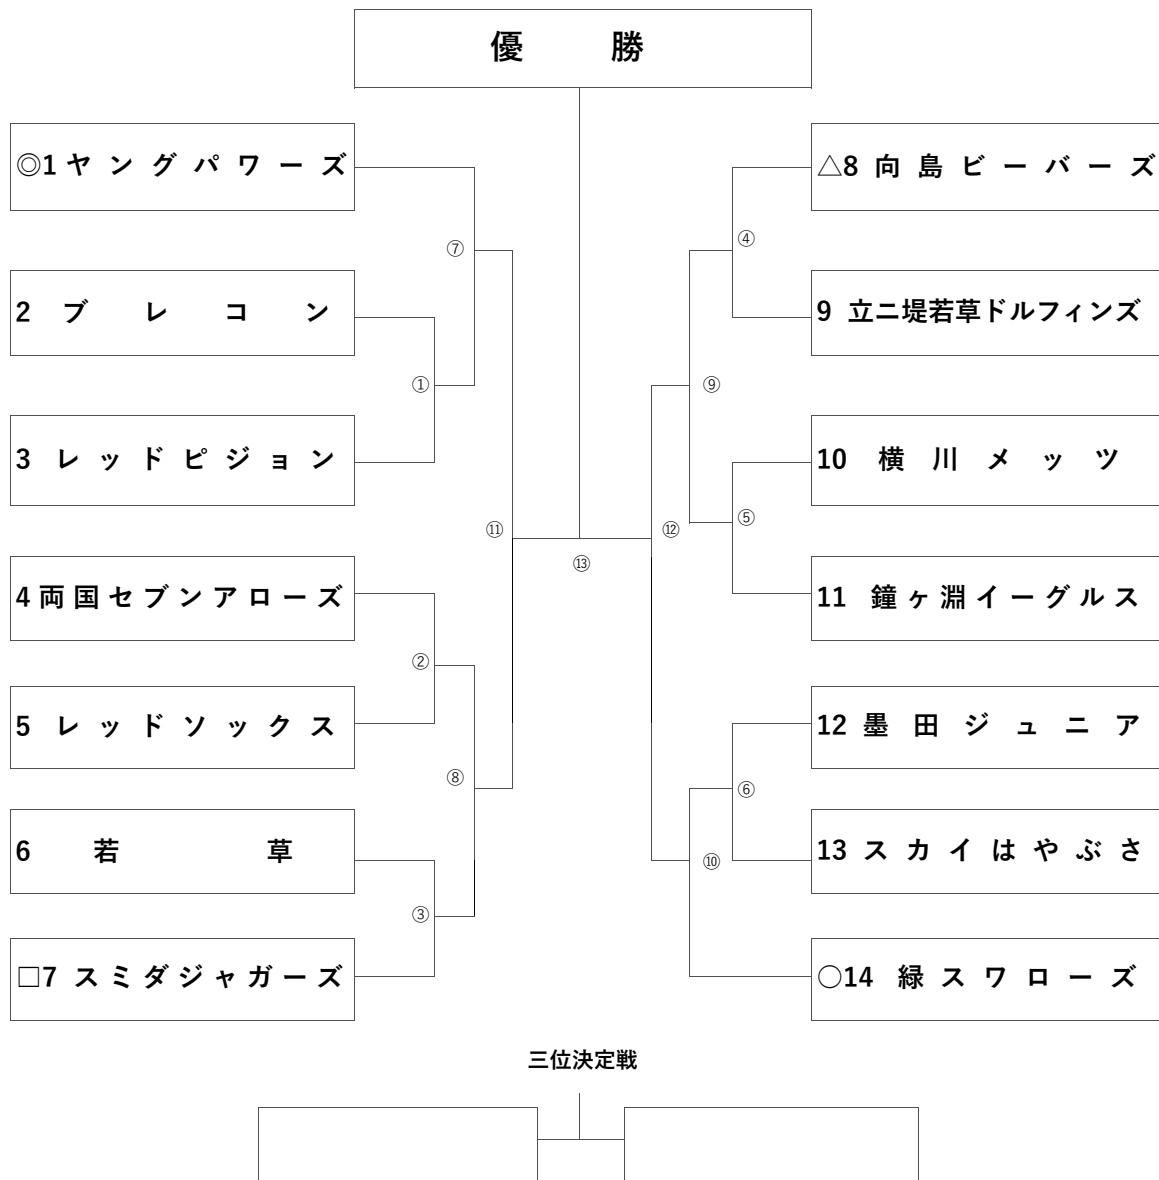 優勝
◎1 ヤングパワーズ
2 ブレコン
3 レッドピジョン
4 両国セブンアローズ
5 レッドソックス
6 若草
□7 スミダジャガーズ
⑦
①
⑪
②
⑧
③
⑬
△8 向島ビーバーズ
9 立ニ堤若草ドルフィンズ
10 横川メッツ
11 鐘ヶ淵イーグルス
12 墨田ジュニア
13 スカイはやぶさ
○14 緑スワローズ
④
⑨
⑤
⑫
⑥
⑩
三位決定戦